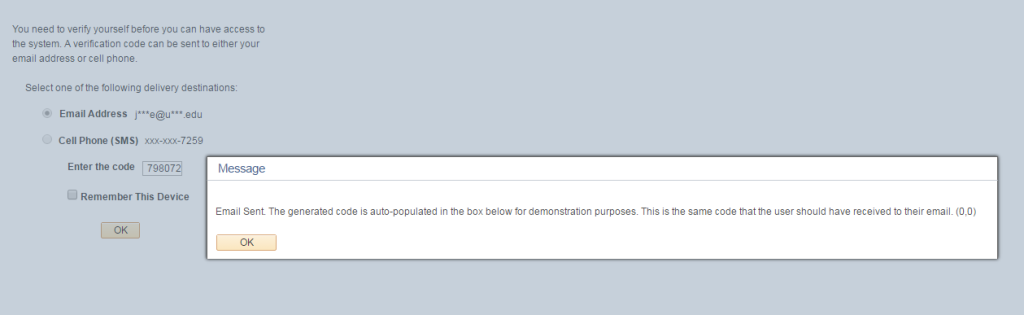 You need to verify yourself before you can have access to
the system. A verification code can be sent to either your
email address or cell phone.
Select one of the following delivery destinations:
Email Address j***e@u***.edu
Cell Phone (SMS) xxx-xxx-7259
Enter the code 798072
Remember This Device
OK
Message
Email Sent. The generated code is auto-populated in the box below for demonstration purposes. This is the same code that the user should have received to their email. (0,0)
OK